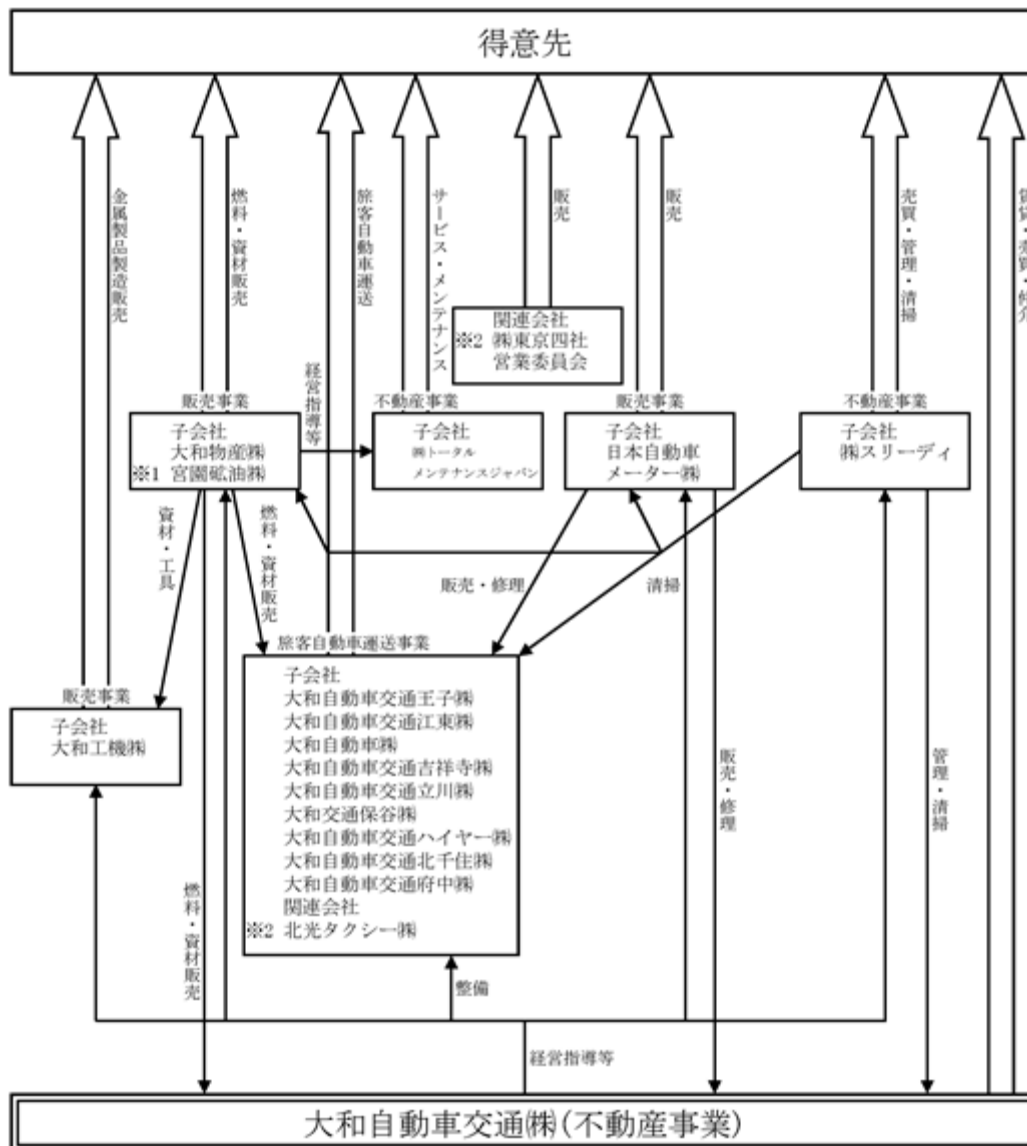 得意先
金属製品製造販売
燃料・資材販売
旅客自動車運送
サービス・メンテナンス
販売
販売
売買・管理・清掃
賃貸・売買・仲介
関連会社
※2 ㈱東京四社
営業委員会
経営指導等
販売事業
子会社
大和物産㈱
※1 宮園砿油㈱
不動産事業
子会社
㈱トータル
メンテナンスジャパン
販売事業
子会社
日本自動車
メーター㈱
不動産事業
子会社
㈱スリーディ
資材・工具
燃料・資材販売
販売・修理
清掃
旅客自動車運送事業
子会社
大和自動車交通王子㈱
大和自動車交通江東㈱
大和自動車㈱
大和自動車交通吉祥寺㈱
大和自動車交通立川㈱
大和交通保谷㈱
大和自動車交通ハイヤー㈱
大和自動車交通北千住㈱
大和自動車交通府中㈱
関連会社
※2 北光タクシー㈱
販売事業
子会社
大和工機㈱
燃料・資材販売
販売・修理
管理・清掃
整備
経営指導等
大和自動車交通㈱(不動産事業)